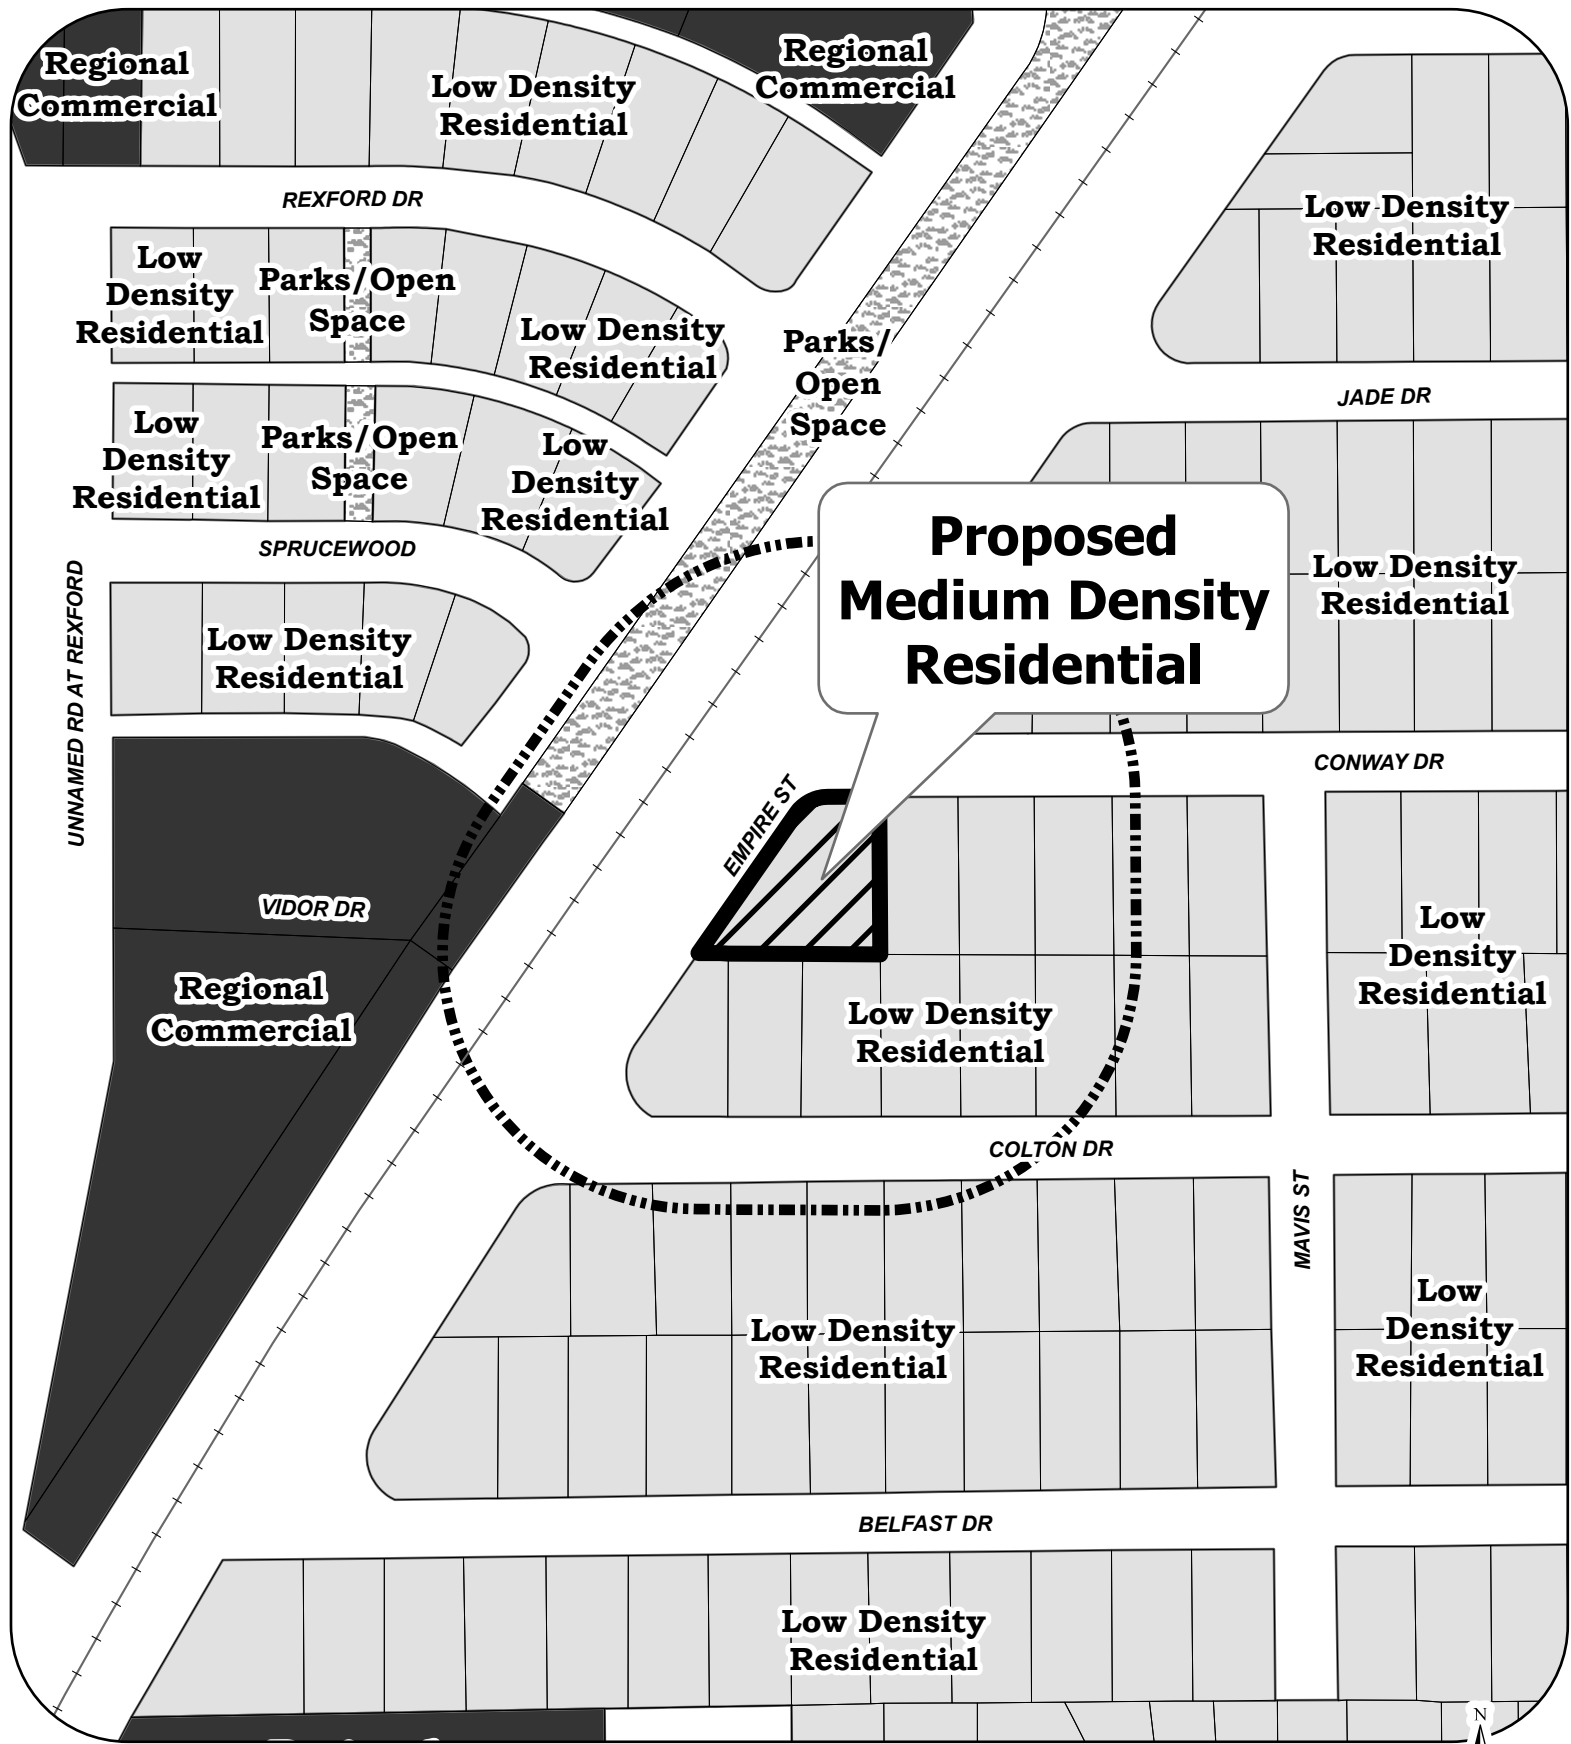 Regional
Commercial
Low Density
Residential
Regional
Commercial
REXFORD DR
Low Density
Residential
Low
Density
Residential
Parks/Open
Space
Low Density
Residential
Parks/
Open
Space
JADE DR
Low
Density
Residential
Parks/Open
Space
Low
Density
Residential
SPRUCEWOOD
Proposed
Medium Density
Residential
Low Density
Residential
UNNAMED RD AT REXFORD
Low Density
Residential
CONWAY DR
EMPIRE ST
VIDOR DR
Regional
Commercial
Low
Density
Residential
Low Density
Residential
COLTON DR
MAVIS ST
Low Density
Residential
Low
Density
Residential
BELFAST DR
Low Density
Residential
N